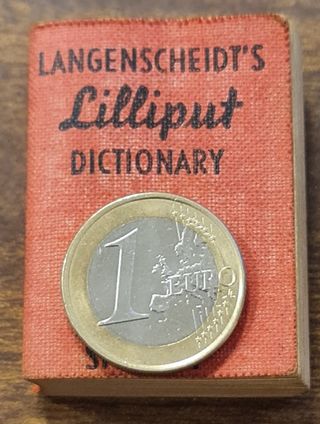 LANGENSCHEIDT'S
Lilliput
DICTIONARY
1
EURO